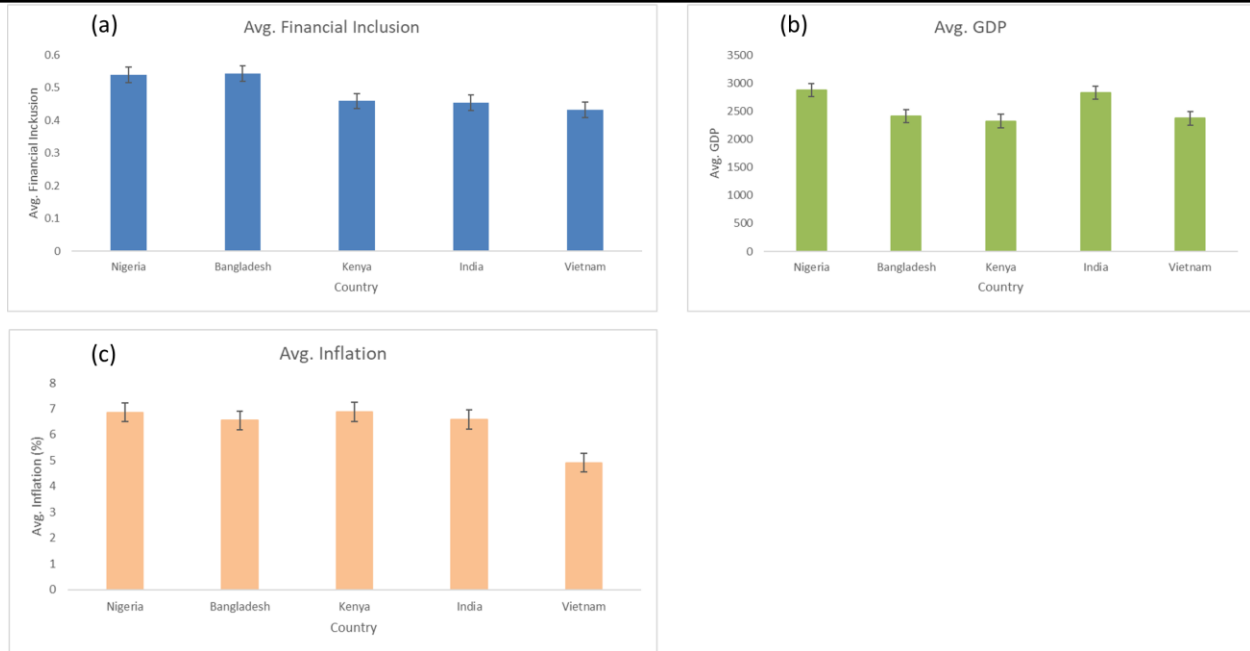 (a)
Avg. Financial Inclusion
Avg. Financial Inckusion
0.6
0.5
0.4
0.3
0.2
0.1
0
Nigeria Bangladesh Kenya India Vietnam
Country
(b)
Avg. GDP
Avg. GDP
3500
3000
2500
2000
1500
1000
500
0
Nigeria Bangladesh Kenya India Vietnam
Country
(c)
Avg. Inflation
Avg. Inflation (%)
8
7
6
5
4
3
2
1
0
Nigeria Bangladesh Kenya India Vietnam
Country